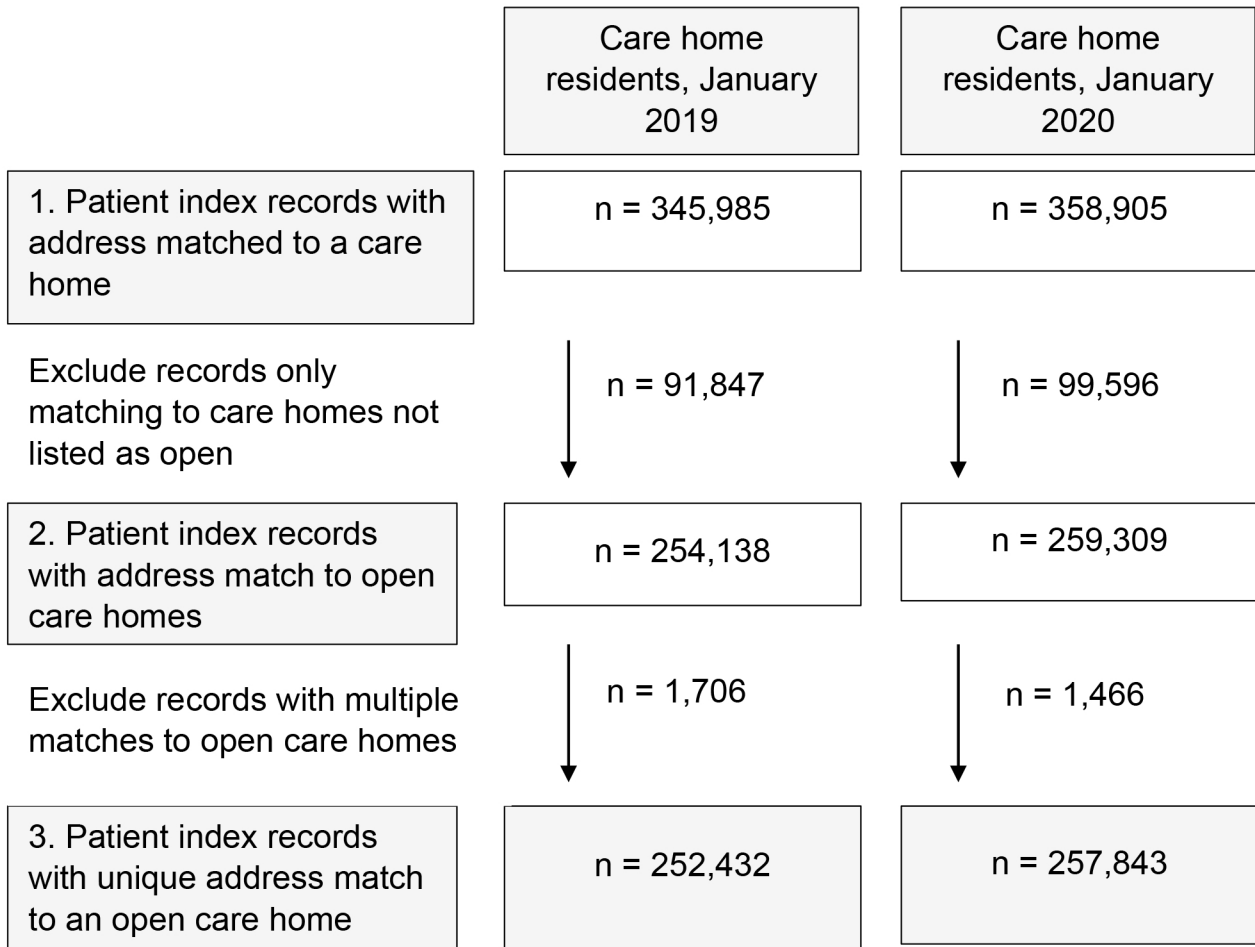 Care home
residents, January
2019
Care home
residents, January
2020
1. Patient index records with
address matched to a care
home
n = 345,985
n = 358,905
Exclude records only
matching to care homes not
listed as open
n = 91,847
n = 99,596
2. Patient index records
with address match to open
care homes
n = 254,138
n = 259,309
Exclude records with multiple
matches to open care homes
n = 1,706
n = 1,466
3. Patient index records
with unique address match
to an open care home
n = 252,432
n = 257,843